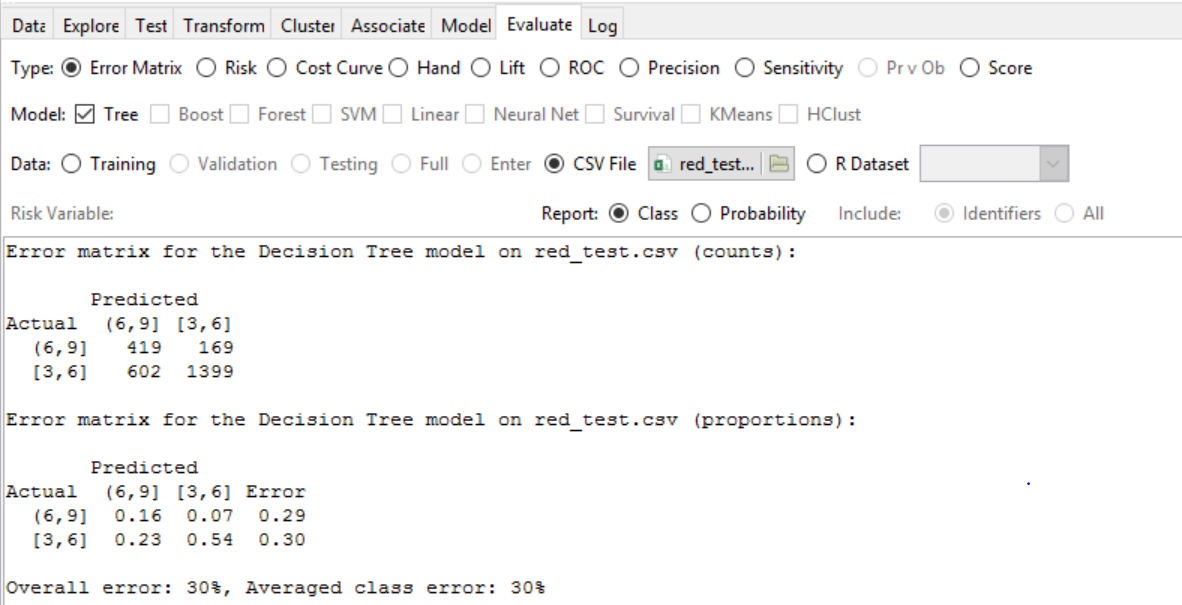 Data Explore Test Transform Cluster Associate Model Evaluate Log
Type: Error Matrix Risk Cost Curve Hand Lift ROC Precision Sensitivity Pr v Ob Score
Model: Tree Boost Forest SVM Linear Neural Net Survival KMeans HClust
Data: Training Validation Testing Full Enter CSV File red_test... R Dataset
Risk Variable: Report: Class Probability Include: Identifiers All
Error matrix for the Decision Tree model on red_test.csv (counts):
Predicted
Actual (6,9] [3,6]
(6,9] 419 169
[3,6] 602 1399
Error matrix for the Decision Tree model on red_test.csv (proportions):
Predicted
Actual (6,9] [3,6] Error
(6,9] 0.16 0.07 0.29
[3,6] 0.23 0.54 0.30
Overall error: 30%, Averaged class error: 30%